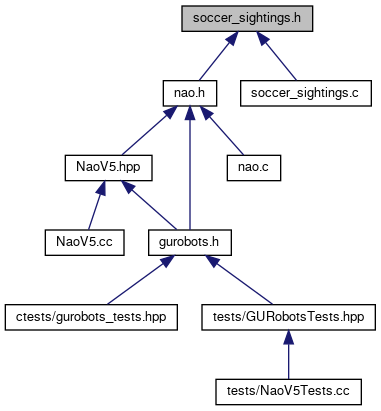 soccer_sightings.h
nao.h
soccer_sightings.c
NaoV5.hpp
nao.c
NaoV5.cc
gurobots.h
ctests/gurobots_tests.hpp
tests/GURobotsTests.hpp
tests/NaoV5Tests.cc